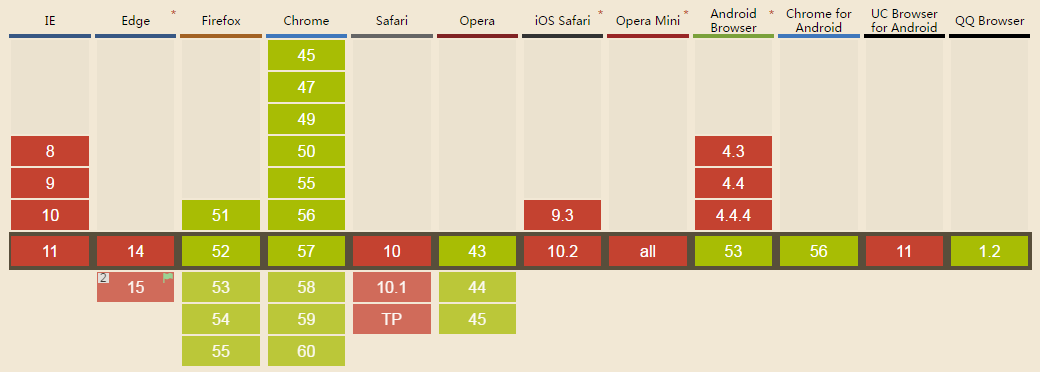 IE Edge * Firefox Chrome Safari Opera iOS Safari * Opera Mini * Android Browser * Chrome for Android UC Browser for Android QQ Browser
45
47
49
8 50 4.3
9 55 4.4
10 51 56 9.3 4.4.4
11 14 52 57 10 43 10.2 all 53 56 11 1.2
2 15 53 58 10.1 44
54 59 TP 45
55 60